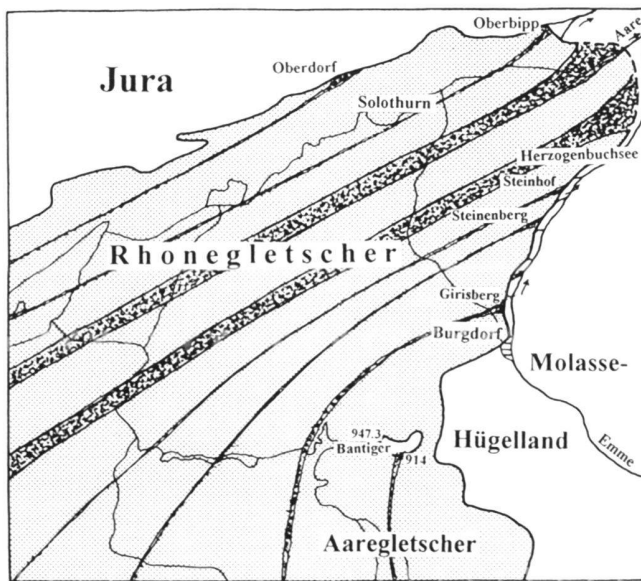 Oberbipp
Aare
Jura
Oberdorf
Solothurn
Herzogenbuchsee
Steinhof
Steinenberg
Rhonegletscher
Girisberg
Burgdorf
Molasse-
947.3
Bantiger
914
Hügelland
Emme
Aaregletscher